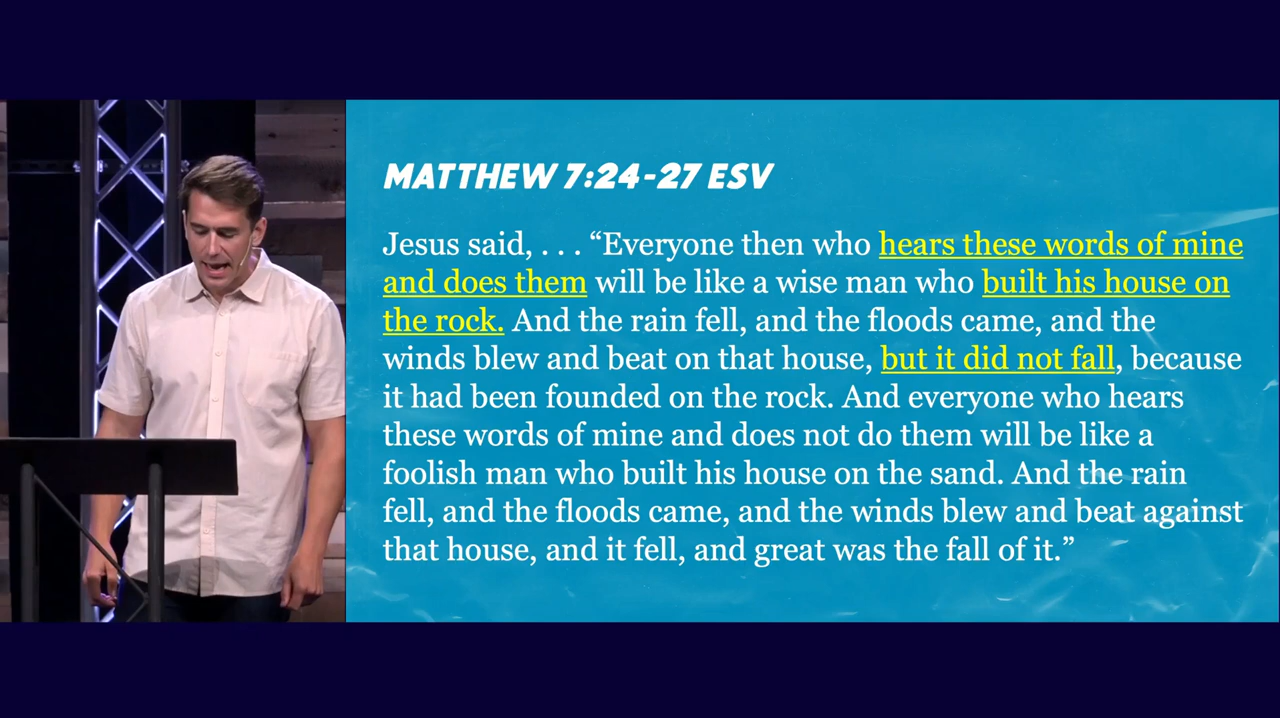 MATTHEW 7:24-27 ESV
Jesus said, . . . “Everyone then who hears these words of mine
and does them will be like a wise man who built his house on
the rock. And the rain fell, and the floods came, and the
winds blew and beat on that house, but it did not fall, because
it had been founded on the rock. And everyone who hears
these words of mine and does not do them will be like a
foolish man who built his house on the sand. And the rain
fell, and the floods came, and the winds blew and beat against
that house, and it fell, and great was the fall of it.”